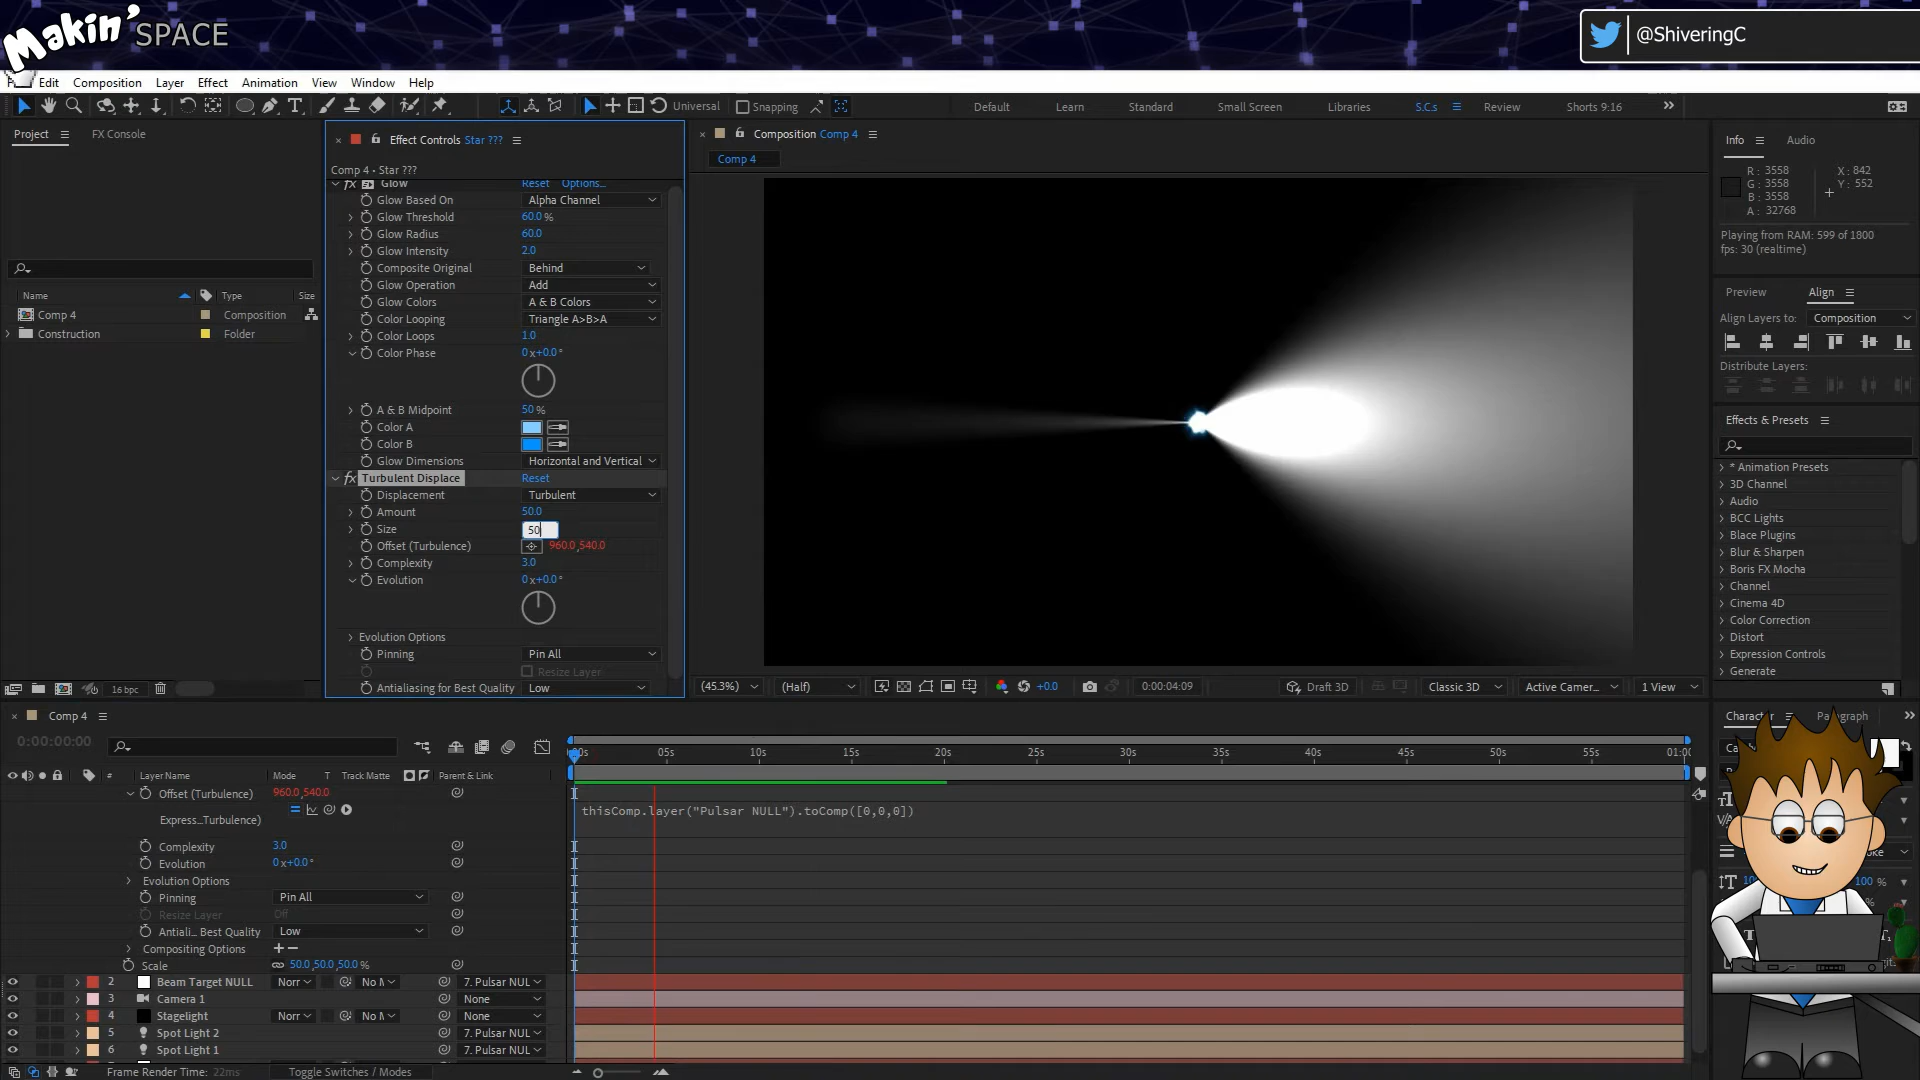 Makin' SPACE
@ShiveringC
Edit Composition Layer Effect Animation View Window Help
Universal Snapping Default Learn Standard Small Screen Libraries S.C.s Review Shorts 9:16
Project FX Console
Name Type Size
Comp 4 Composition
Construction Folder
16 bpc
Effect Controls Star ???
Comp 4 • Star ???
Glow Reset Options...
Glow Based On Alpha Channel
Glow Threshold 60.0 %
Glow Radius 60.0
Glow Intensity 2.0
Composite Original Behind
Glow Operation Add
Glow Colors A & B Colors
Color Looping Triangle A>B>A
Color Loops 1.0
Color Phase 0 x+0.0 °
A & B Midpoint 50 %
Color A
Color B
Glow Dimensions Horizontal and Vertical
Turbulent Displace Reset
Displacement Turbulent
Amount 50.0
Size 50
Offset (Turbulence) 960.0,540.0
Complexity 3.0
Evolution 0 x+0.0 °
Evolution Options
Pinning Pin All
Resize Layer
Antialiasing for Best Quality Low
Composition Comp 4
Comp 4
(45.3%) (Half) +0.0 0:00:04:09 Draft 3D Classic 3D Active Camer... 1 View
Info Audio
R : 3558 X : 842
G : 3558 Y : 552
B : 3558
A : 32768
Playing from RAM: 599 of 1800
fps: 30 (realtime)
Preview Align
Align Layers to: Composition
Distribute Layers:
Effects & Presets
* Animation Presets
3D Channel
Audio
BCC Lights
Blace Plugins
Blur & Sharpen
Boris FX Mocha
Channel
Cinema 4D
Color Correction
Distort
Expression Controls
Generate
Comp 4
0:00:00:00
05s 10s 15s 20s 25s 30s 35s 40s 45s 50s 55s
# Layer Name Mode T Track Matte Parent & Link
Offset (Turbulence) 960.0,540.0
Express...Turbulence) thisComp.layer("Pulsar NULL").toComp([0,0,0])
Complexity 3.0
Evolution 0 x+0.0 °
Evolution Options
Pinning Pin All
Resize Layer Off
Antiali... Best Quality Low
Compositing Options + −
Scale 50.0,50.0,50.0 %
2 Beam Target NULL Norr No M 7. Pulsar NUL
3 Camera 1 None
4 Stagelight Norr No M None
5 Spot Light 2 7. Pulsar NUL
6 Spot Light 1 7. Pulsar NUL
Frame Render Time: 22ms Toggle Switches / Modes
Character Paragraph
100 %